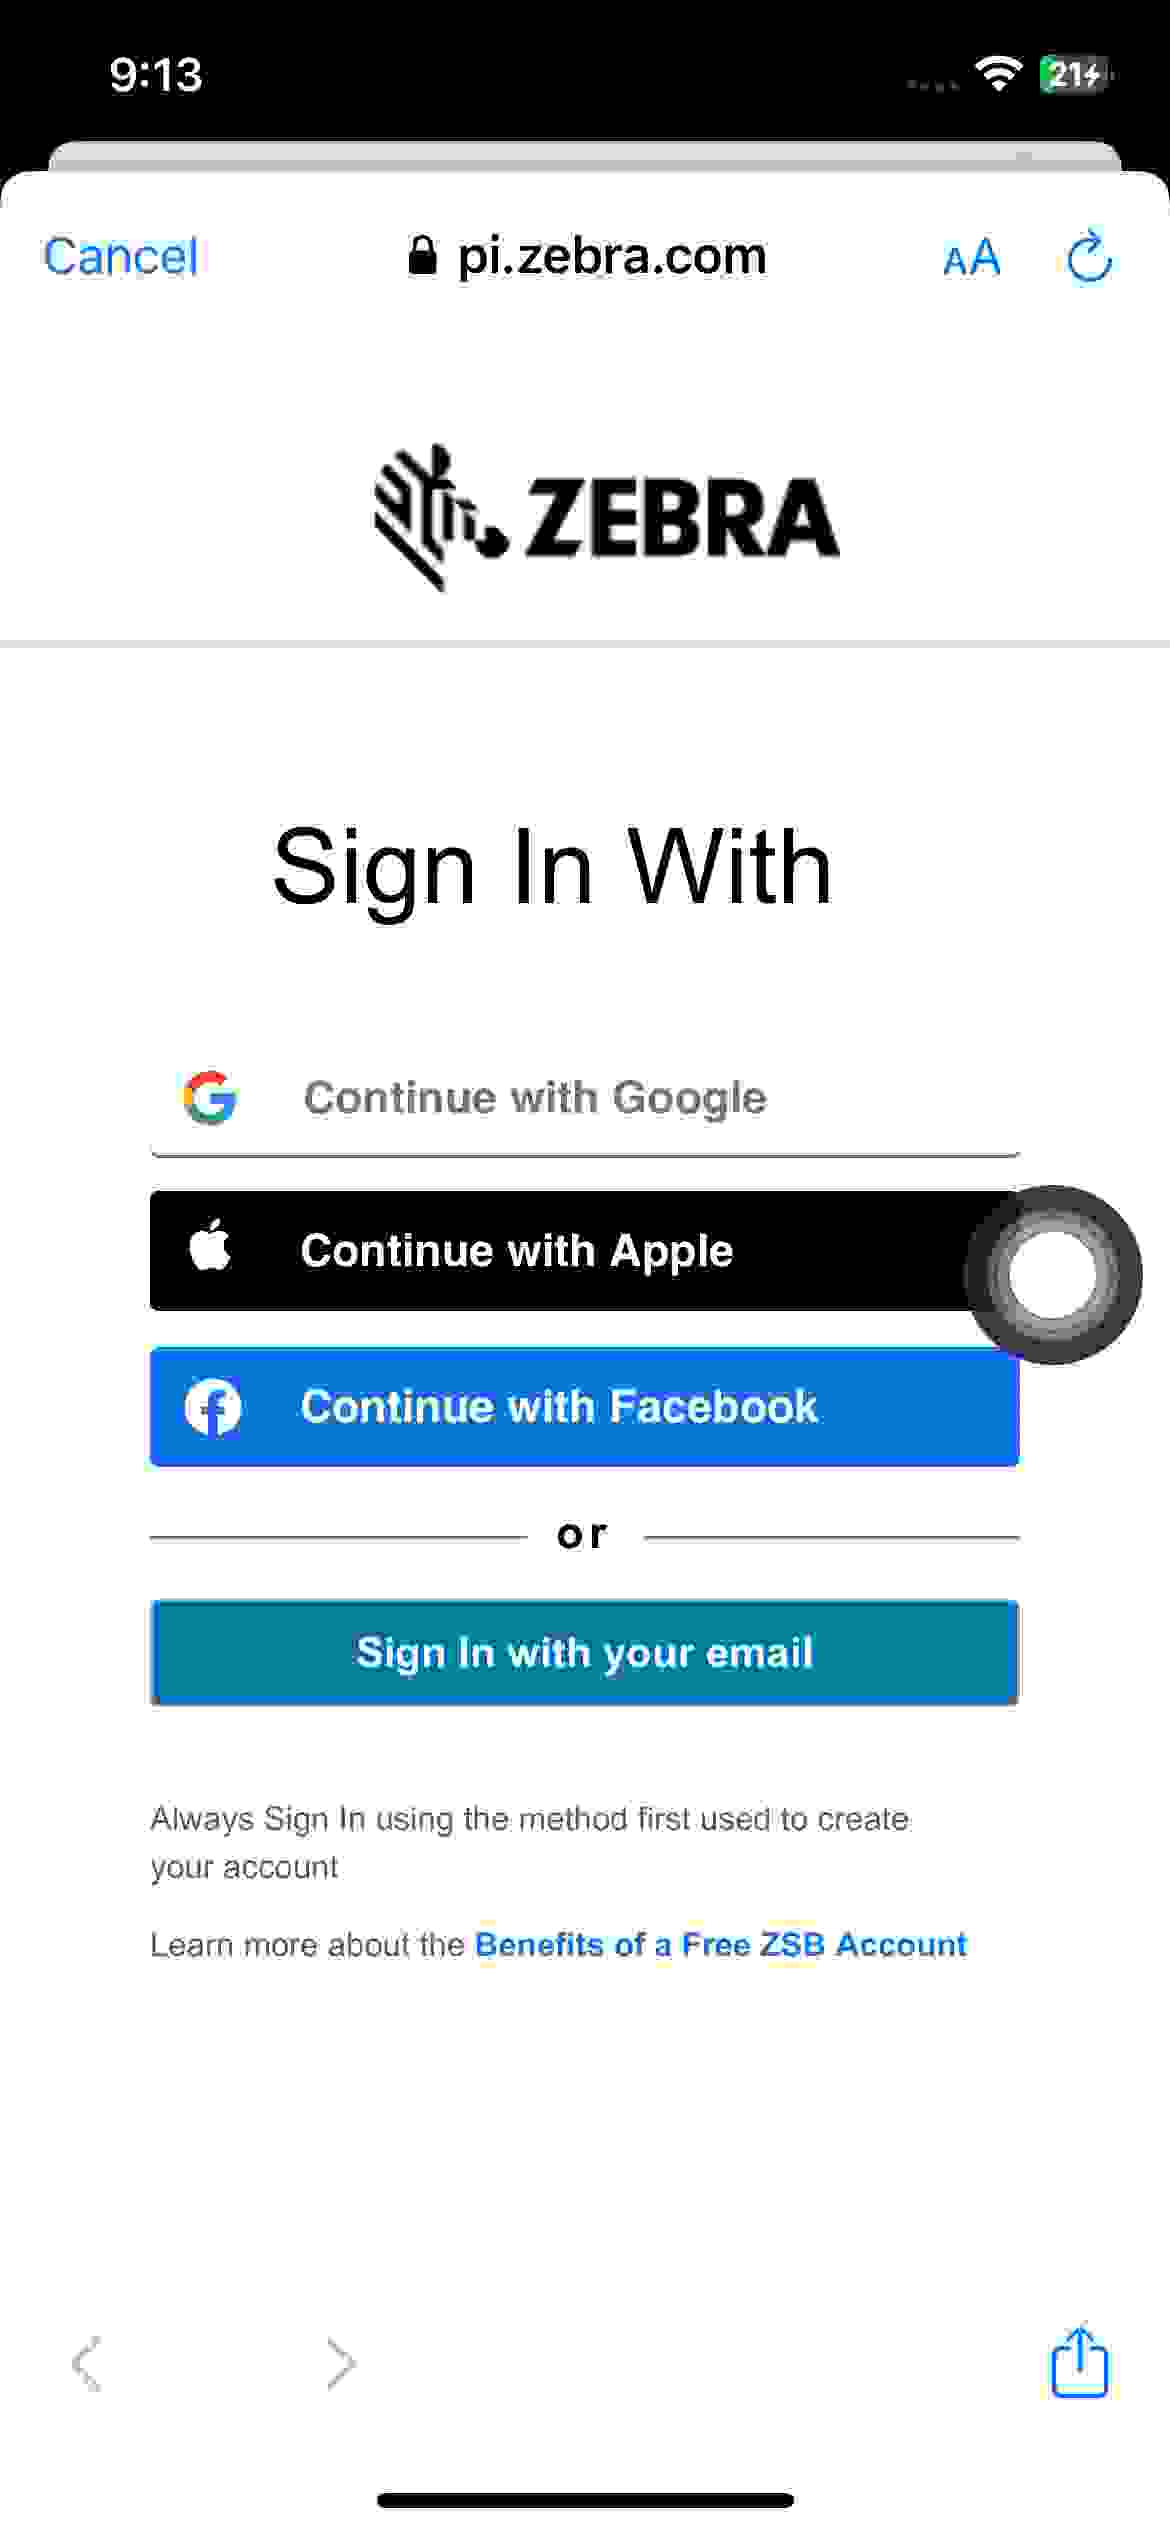 9:13
21
Cancel
pi.zebra.com
AA
ZEBRA
Sign In With
Continue with Google
Continue with Apple
Continue with Facebook
or
Sign In with your email
Always Sign In using the method first used to create
your account
Learn more about the Benefits of a Free ZSB Account